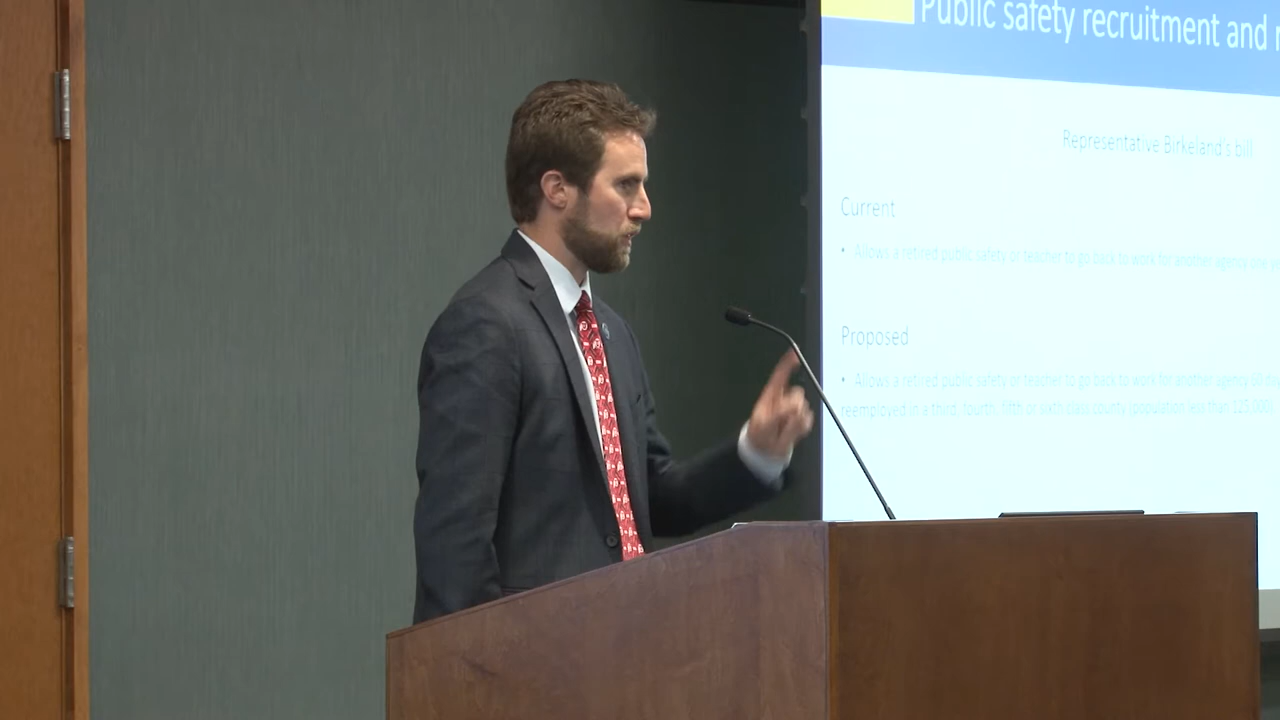 Public safety recruitment and
Representative Birkeland's bill
Current
• Allows a retired public safety or teacher to go back to work for another agency one
Proposed
• Allows a retired public safety or teacher to go back to work for another agency 60
reemployed in a third, fourth, fifth or sixth class county (population less than 125,000)